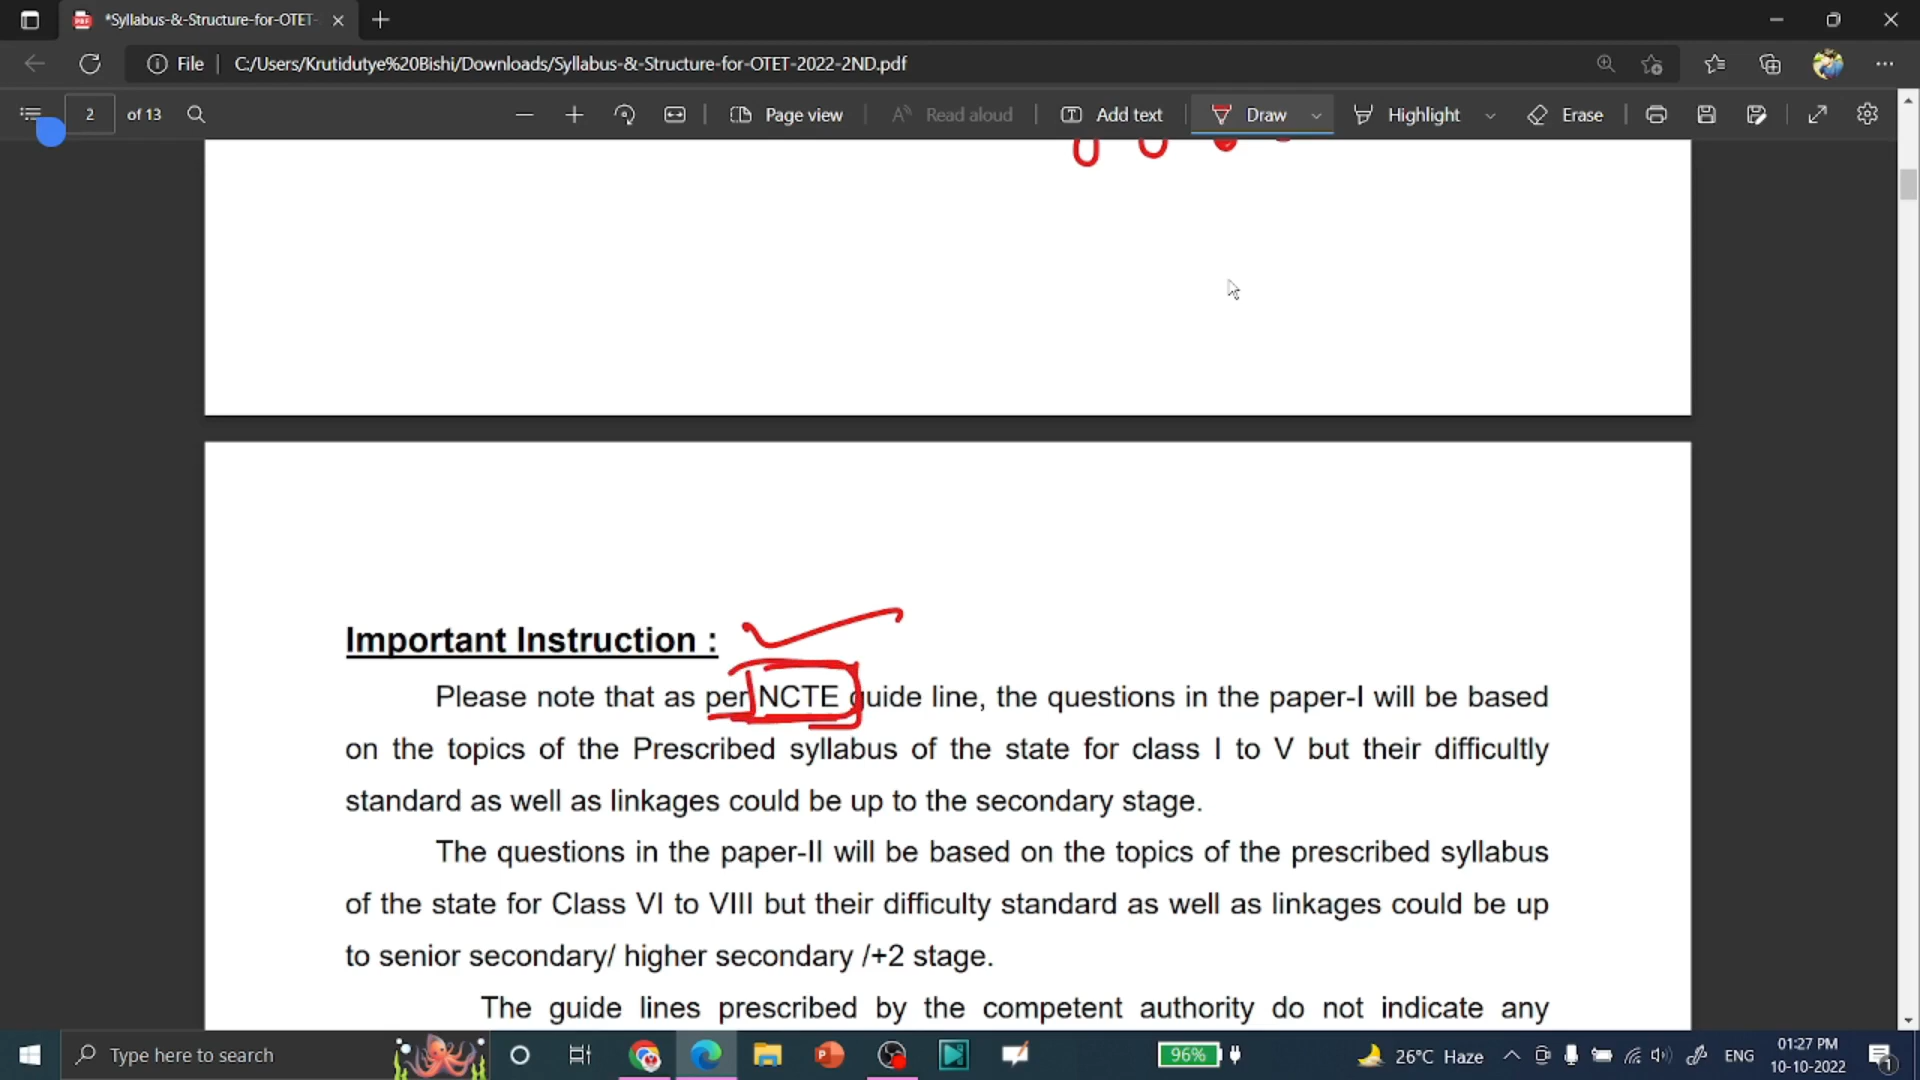 *Syllabus-&-Structure-for-OTET-
File
C:/Users/Krutidutye%20Bishi/Downloads/Syllabus-&-Structure-for-OTET-2022-2ND.pdf
2 of 13
Page view
Read aloud
Add text
Draw
Highlight
Erase
Important Instruction :
Please note that as per NCTE guide line, the questions in the paper-I will be based
on the topics of the Prescribed syllabus of the state for class I to V but their difficultly
standard as well as linkages could be up to the secondary stage.
The questions in the paper-II will be based on the topics of the prescribed syllabus
of the state for Class VI to VIII but their difficulty standard as well as linkages could be up
to senior secondary/ higher secondary /+2 stage.
The guide lines prescribed by the competent authority do not indicate any
Type here to search
96%
26°C Haze
ENG
01:27 PM
10-10-2022
1